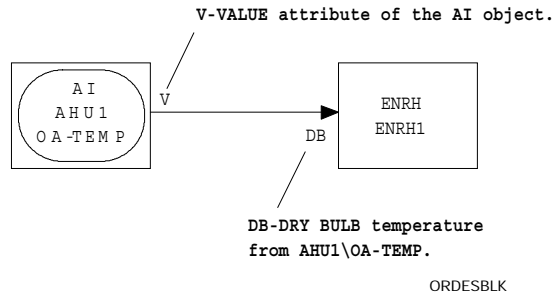 V-VALUE attribute of the AI object.
AI
AHU1
OA-TEMP
V
ENRH
ENRH1
DB
DB-DRY BULB temperature
from AHU1\OA-TEMP.
ORDESBLK